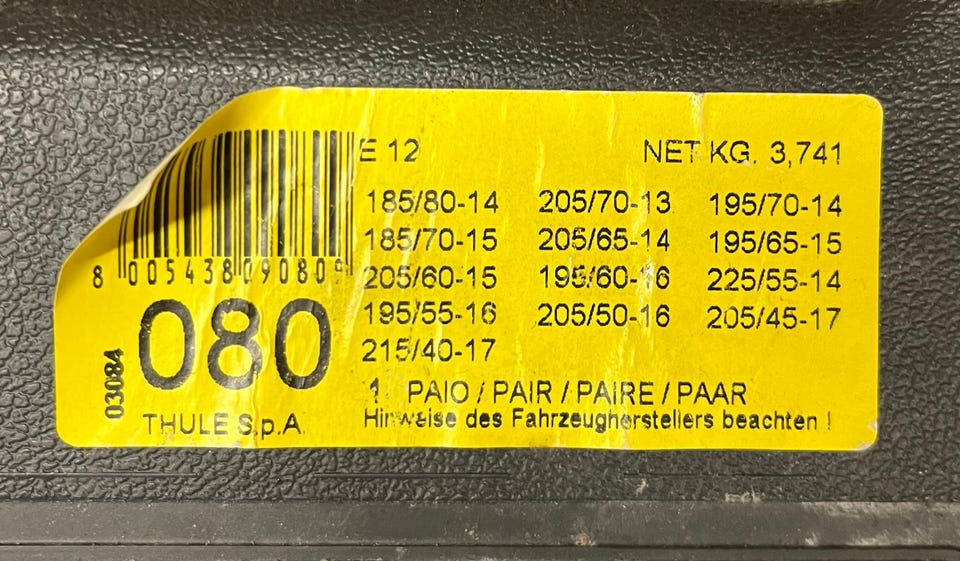 E 12 NET KG. 3,741
185/80-14 205/70-13 195/70-14
185/70-15 205/65-14 195/65-15
205/60-15 195/60-16 225/55-14
195/55-16 205/50-16 205/45-17
215/40-17
1 PAIO / PAIR / PAIRE / PAAR
Hinweise des Fahrzeugherstellers beachten !
8 005438 090809
080
03084
THULE S.p.A.